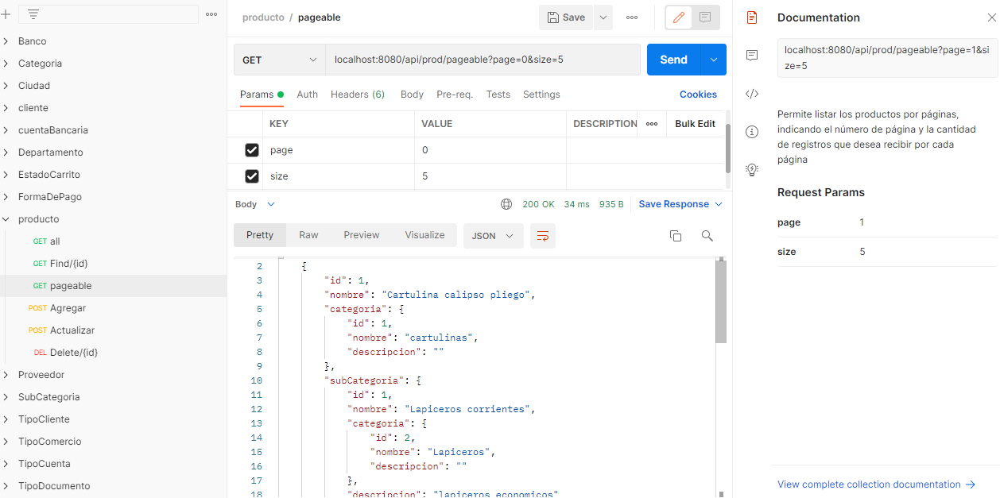 Banco
Categoria
Ciudad
cliente
cuentaBancaria
Departamento
EstadoCarrito
FormaDePago
producto
GET all
GET Find/{id}
GET pageable
POST Agregar
POST Actualizar
DEL Delete/{id}
Proveedor
SubCategoria
TipoCliente
TipoComercio
TipoCuenta
TipoDocumento
producto / pageable
Save
GET
localhost:8080/api/prod/pageable?page=0&size=5
Send
Params
Auth
Headers (6)
Body
Pre-req.
Tests
Settings
Cookies
KEY
VALUE
DESCRIPTION
Bulk Edit
page
0
size
5
Body
200 OK
34 ms
935 B
Save Response
Pretty
Raw
Preview
Visualize
JSON
2 {
3 "id": 1,
4 "nombre": "Cartulina calipso pliego",
5 "categoria": {
6 "id": 1,
7 "nombre": "cartulinas",
8 "descripcion": ""
9 },
10 "subCategoria": {
11 "id": 1,
12 "nombre": "Lapiceros corrientes",
13 "categoria": {
14 "id": 2,
15 "nombre": "Lapiceros",
16 "descripcion": ""
17 },
18 "descripcion": "lapiceros economicos"
Documentation
localhost:8080/api/prod/pageable?page=1&si
ze=5
Permite listar los productos por páginas,
indicando el número de página y la cantidad
de registros que desea recibir por cada
página
Request Params
page
1
size
5
View complete collection documentation →